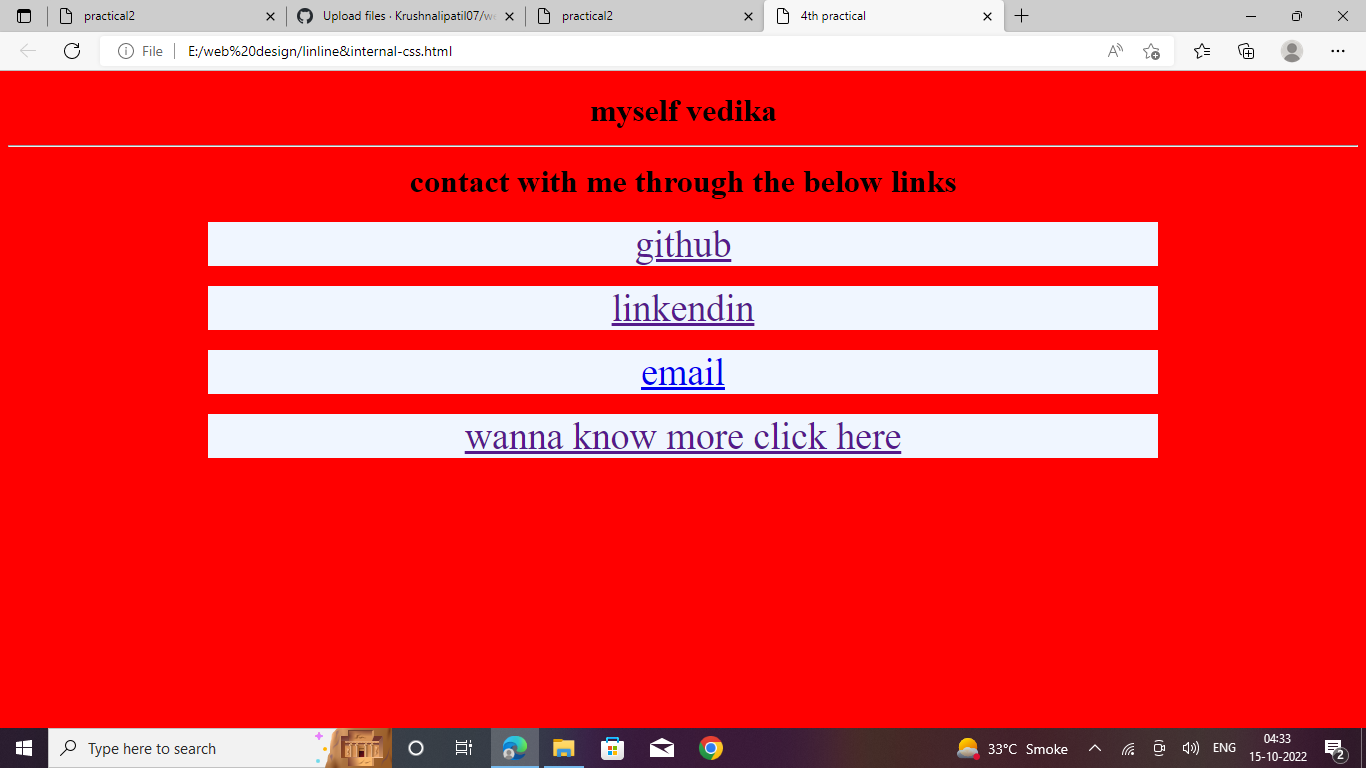 practical2
Upload files · Krushnalipatil07/we
practical2
4th practical
File
E:/web%20design/linline&internal-css.html
myself vedika
contact with me through the below links
github
linkendin
email
wanna know more click here
Type here to search
33°C Smoke
ENG
04:33
15-10-2022
2